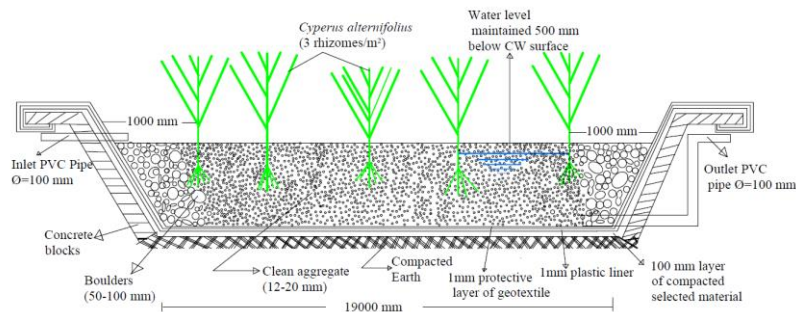 Cyperus alternifolius
(3 rhizomes/m²)
Water level
maintained 500 mm
below CW surface
1000 mm
1000 mm
Inlet PVC Pipe
Ø=100 mm
Outlet PVC
pipe Ø=100 mm
Concrete
blocks
Boulders
(50-100 mm)
Clean aggregate
(12-20 mm)
Compacted
Earth
1mm protective
layer of geotextile
1mm plastic liner
100 mm layer
of compacted
selected material
19000 mm